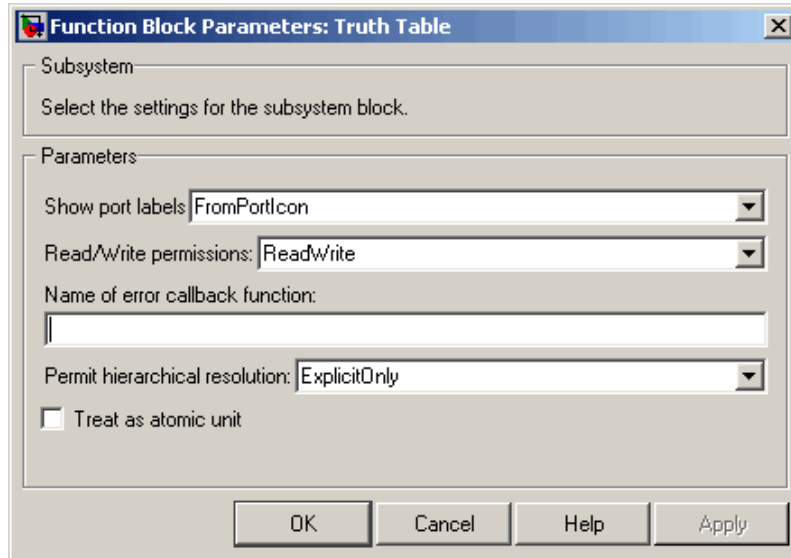 Function Block Parameters: Truth Table
Subsystem
Select the settings for the subsystem block.
Parameters
Show port labels FromPortIcon
Read/Write permissions: ReadWrite
Name of error callback function:
Permit hierarchical resolution: ExplicitOnly
Treat as atomic unit
OK Cancel Help Apply